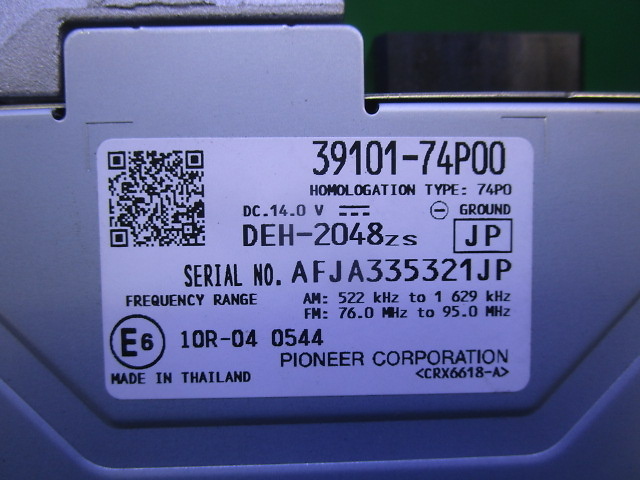 39101-74P00
HOMOLOGATION TYPE: 74P0
DC.14.0 V ⊖ GROUND
DEH-2048zs JP
SERIAL NO. AFJA335321JP
FREQUENCY RANGE AM: 522 kHz to 1 629 kHz
FM: 76.0 MHz to 95.0 MHz
E6 10R-04 0544
PIONEER CORPORATION
MADE IN THAILAND <CRX6618-A>